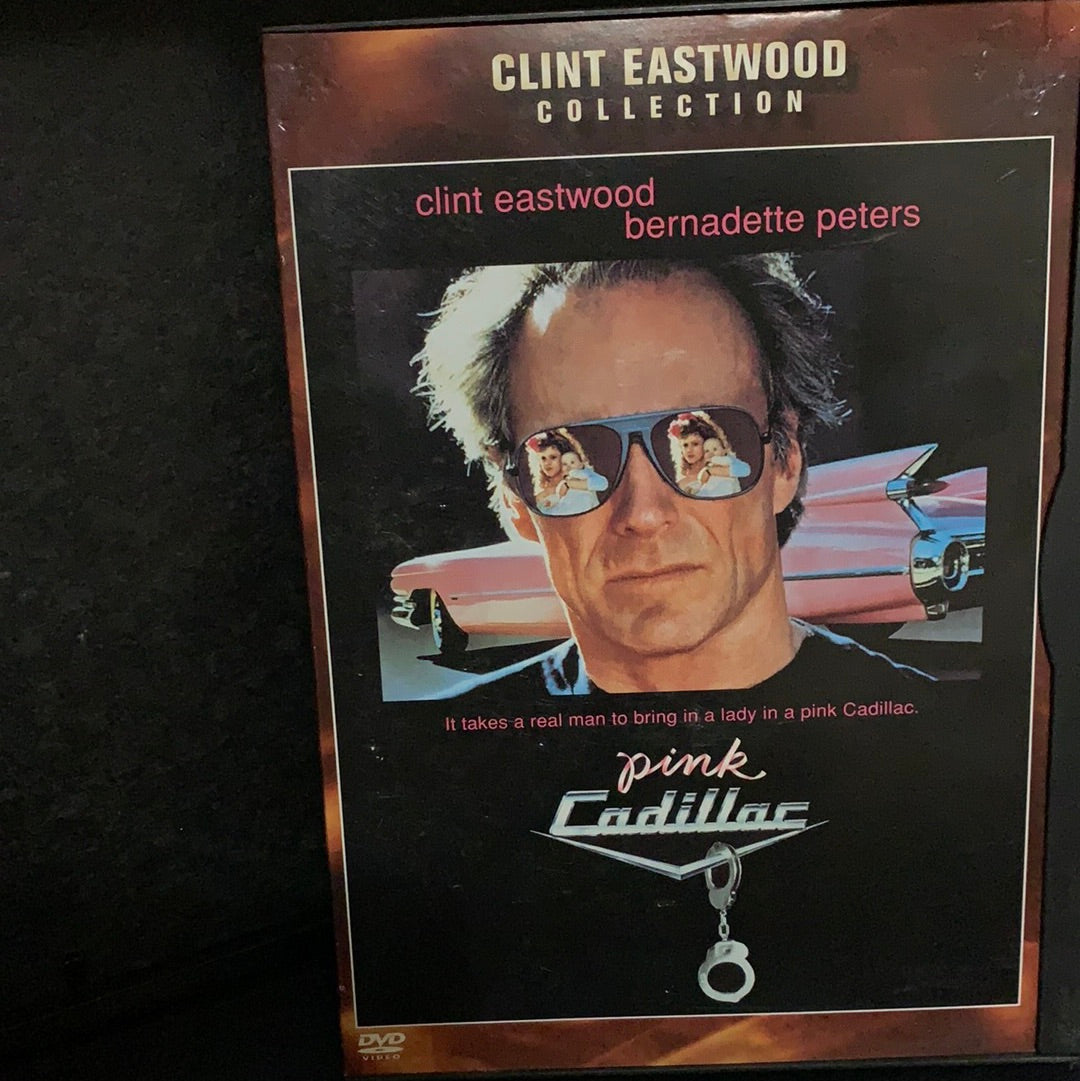 CLINT EASTWOOD
COLLECTION
clint eastwood
bernadette peters
It takes a real man to bring in a lady in a pink Cadillac.
pink
Cadillac
DVD
VIDEO